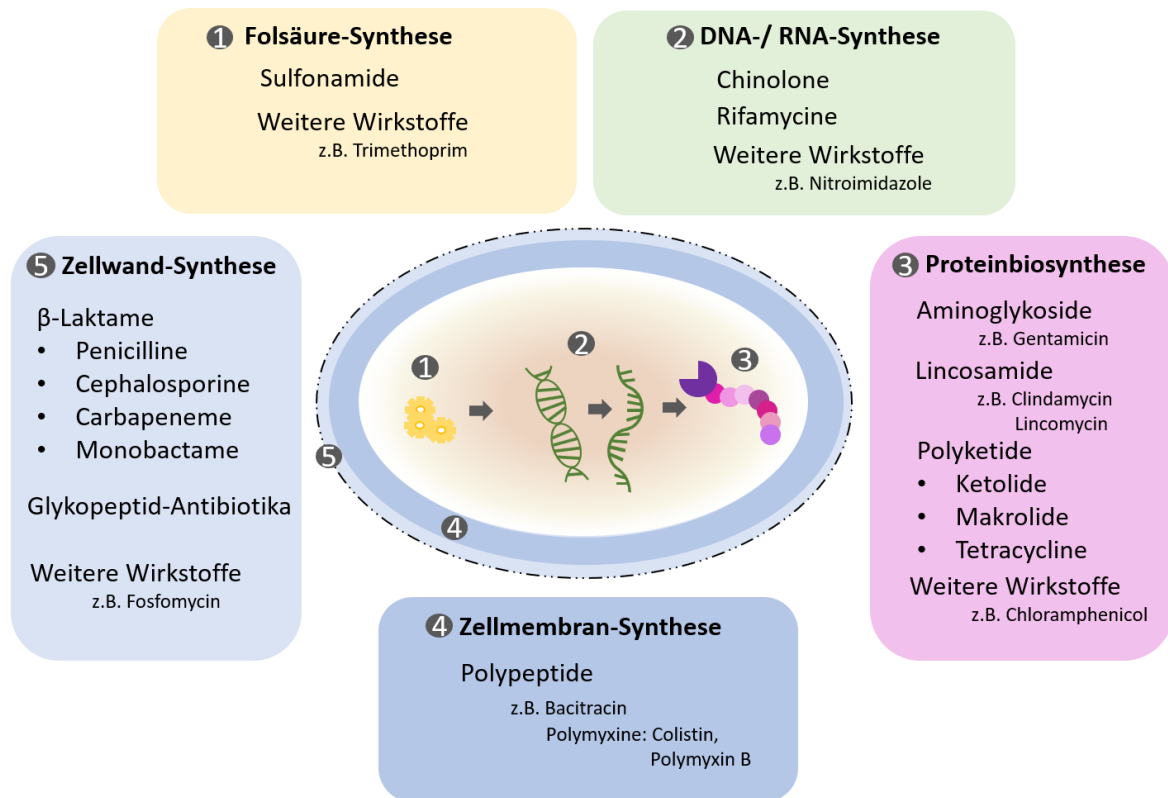 1 Folsäure-Synthese
Sulfonamide
Weitere Wirkstoffe
z.B. Trimethoprim
2 DNA-/ RNA-Synthese
Chinolone
Rifamycine
Weitere Wirkstoffe
z.B. Nitroimidazole
5 Zellwand-Synthese
β-Laktame
• Penicilline
• Cephalosporine
• Carbapeneme
• Monobactame
Glykopeptid-Antibiotika
Weitere Wirkstoffe
z.B. Fosfomycin
1
2
3
5
4
3 Proteinbiosynthese
Aminoglykoside
z.B. Gentamicin
Lincosamide
z.B. Clindamycin
Lincomycin
Polyketide
• Ketolide
• Makrolide
• Tetracycline
Weitere Wirkstoffe
z.B. Chloramphenicol
4 Zellmembran-Synthese
Polypeptide
z.B. Bacitracin
Polymyxine: Colistin,
Polymyxin B